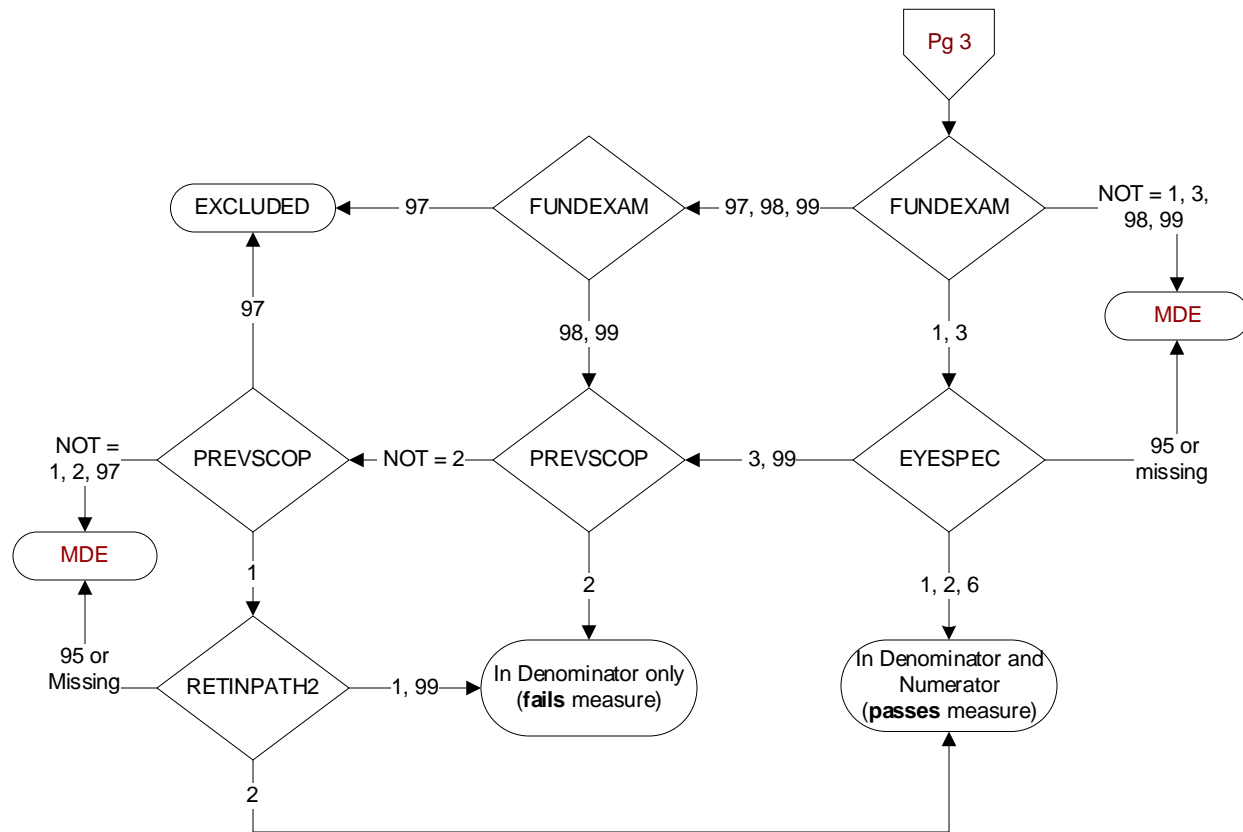 Pg 3
EXCLUDED
97
FUNDEXAM
97, 98, 99
FUNDEXAM
NOT = 1, 3,
98, 99
97
98, 99
1, 3
MDE
NOT =
1, 2, 97
PREVSCOP
NOT = 2
PREVSCOP
3, 99
EYESPEC
95 or
missing
MDE
1
2
1, 2, 6
95 or
Missing
RETINPATH2
1, 99
In Denominator only
(fails measure)
In Denominator and
Numerator
(passes measure)
2